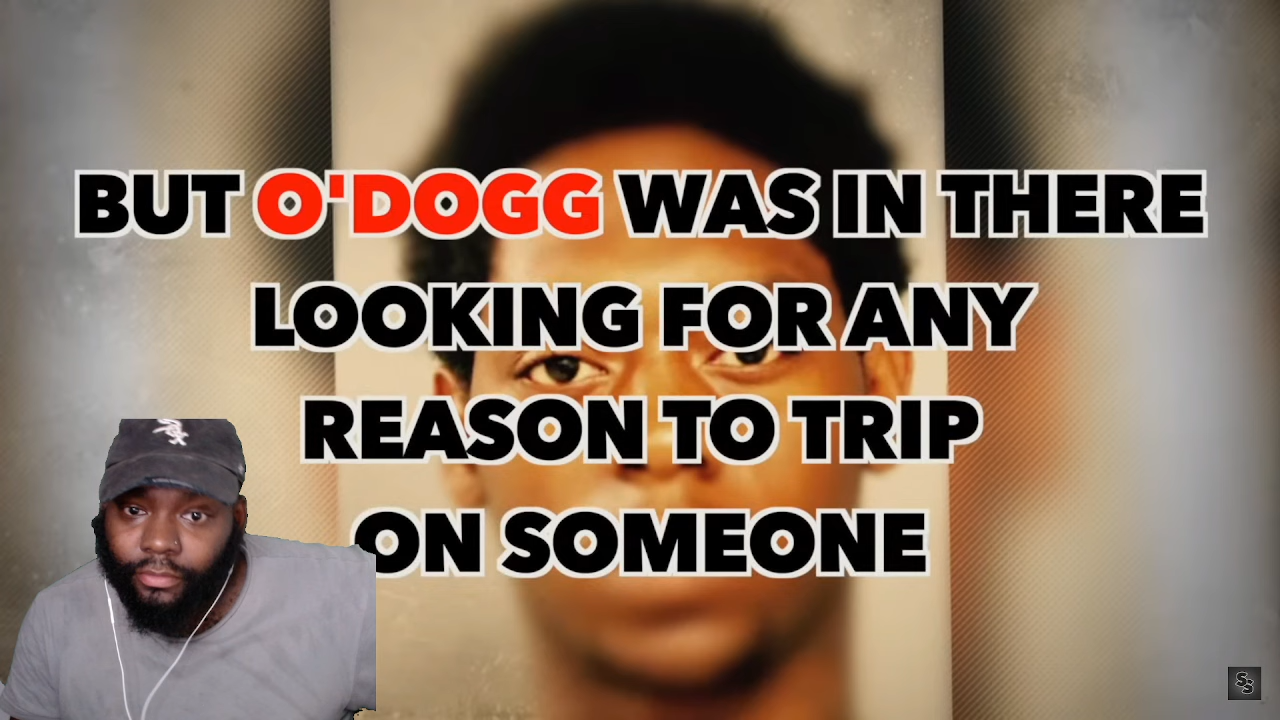 BUT O'DOGG WAS IN THERE
LOOKING FOR ANY
REASON TO TRIP
ON SOMEONE